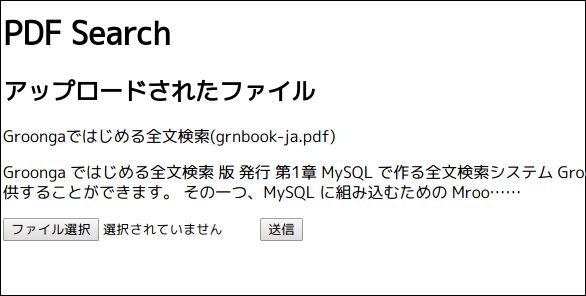 PDF Search
アップロードされたファイル
Groongaではじめる全文検索(grnbook-ja.pdf)
Groonga ではじめる全文検索 版 発行 第1章 MySQL で作る全文検索システム Gro
供することができます。 その一つ、MySQL に組み込むための Mroo……
ファイル選択 選択されていません 送信